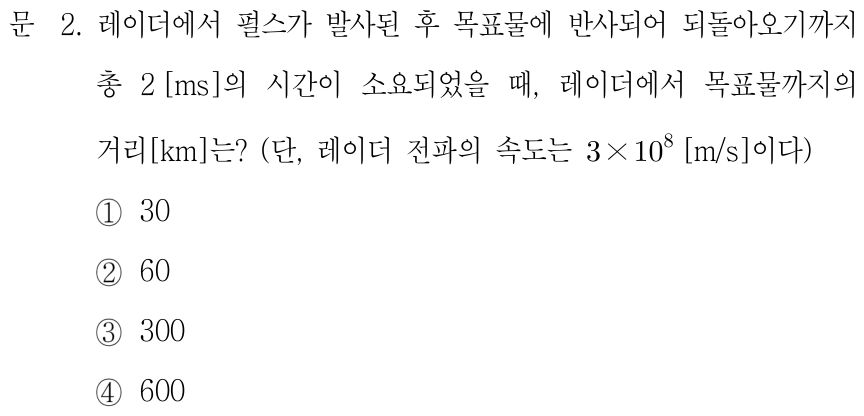 문 2. 레이더에서 펄스가 발사된 후 목표물에 반사되어 되돌아오기까지
총 2 [ms]의 시간이 소요되었을 때, 레이더에서 목표물까지의
거리[km]는? (단, 레이더 전파의 속도는 3×10⁸ [m/s]이다)
① 30
② 60
③ 300
④ 600